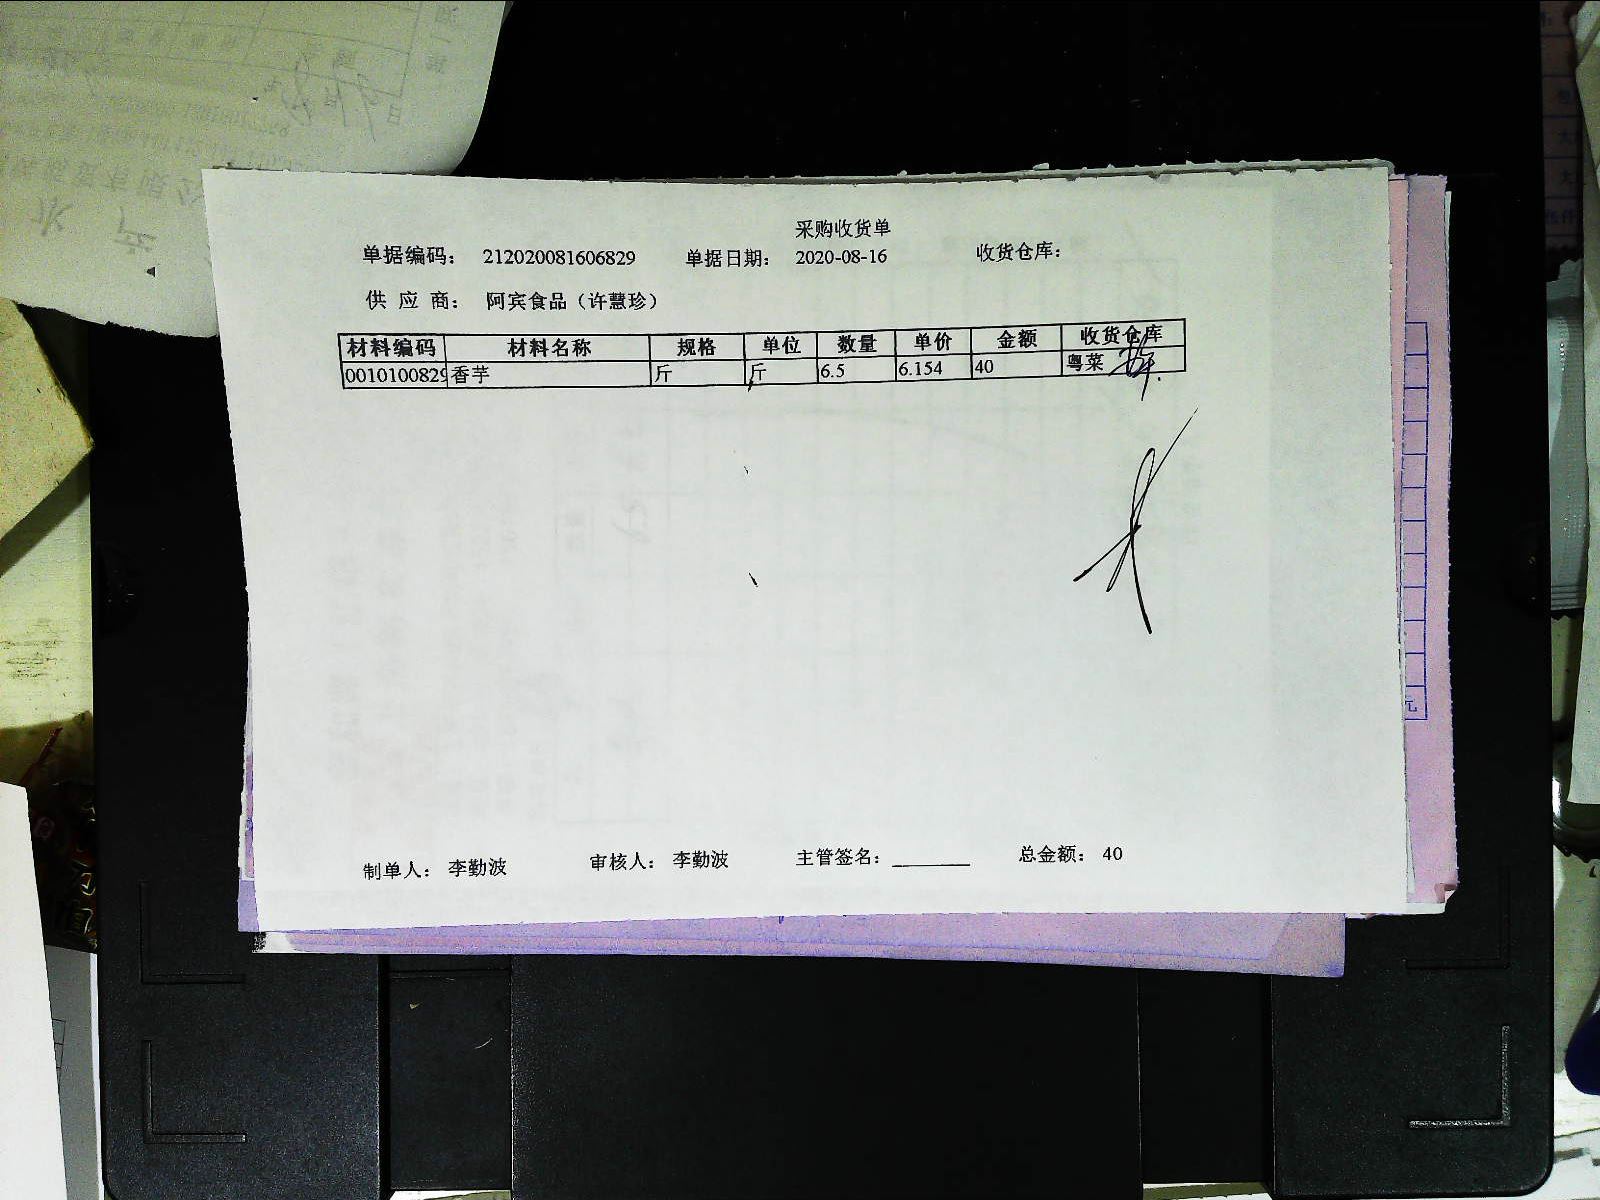 采购收货单
单据编码： 212020081606829 单据日期： 2020-08-16 收货仓库：
供 应 商： 阿宾食品（许慧珍）
材料编码 材料名称 规格 单位 数量 单价 金额 收货仓库
0010100829 香芋 斤 斤 6.5 6.154 40 粤菜
制单人： 李勤波 审核人： 李勤波 主管签名：________ 总金额： 40